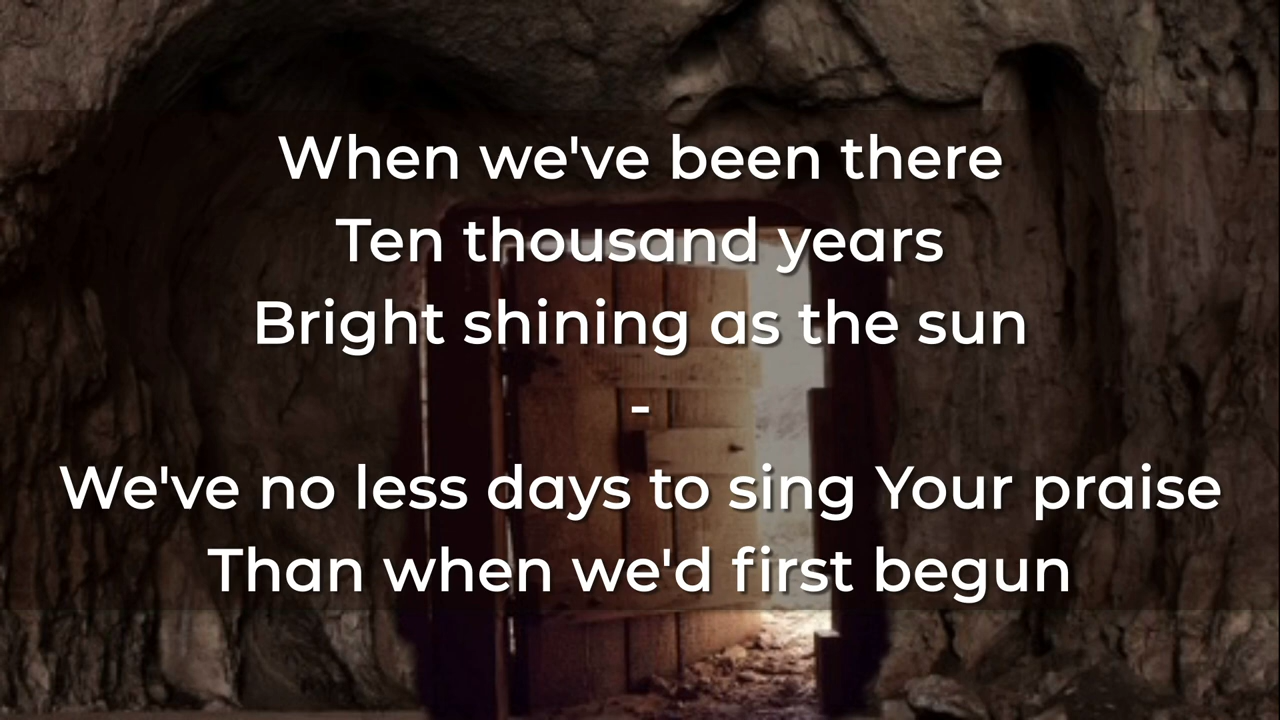 When we've been there
Ten thousand years
Bright shining as the sun
-
We've no less days to sing Your praise
Than when we'd first begun